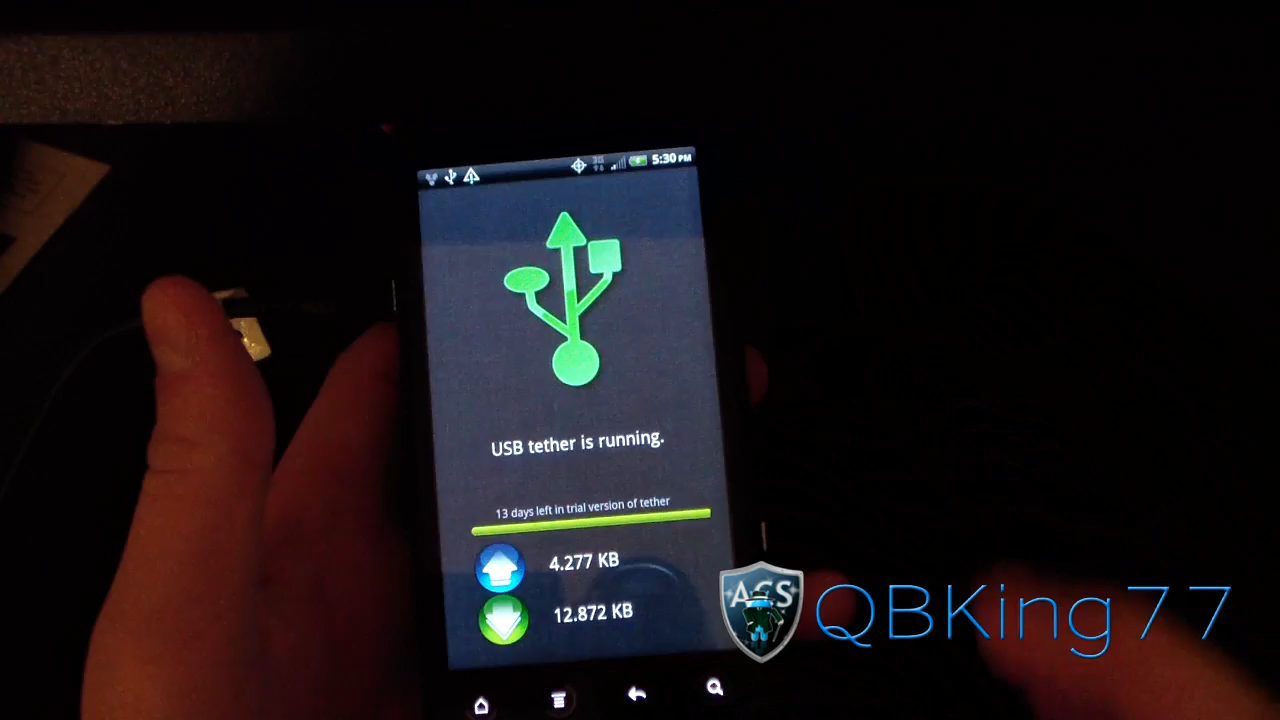 5:30 PM
USB tether is running.
13 days left in trial version of tether
4.277 KB
12.872 KB
ACS
QBKing77